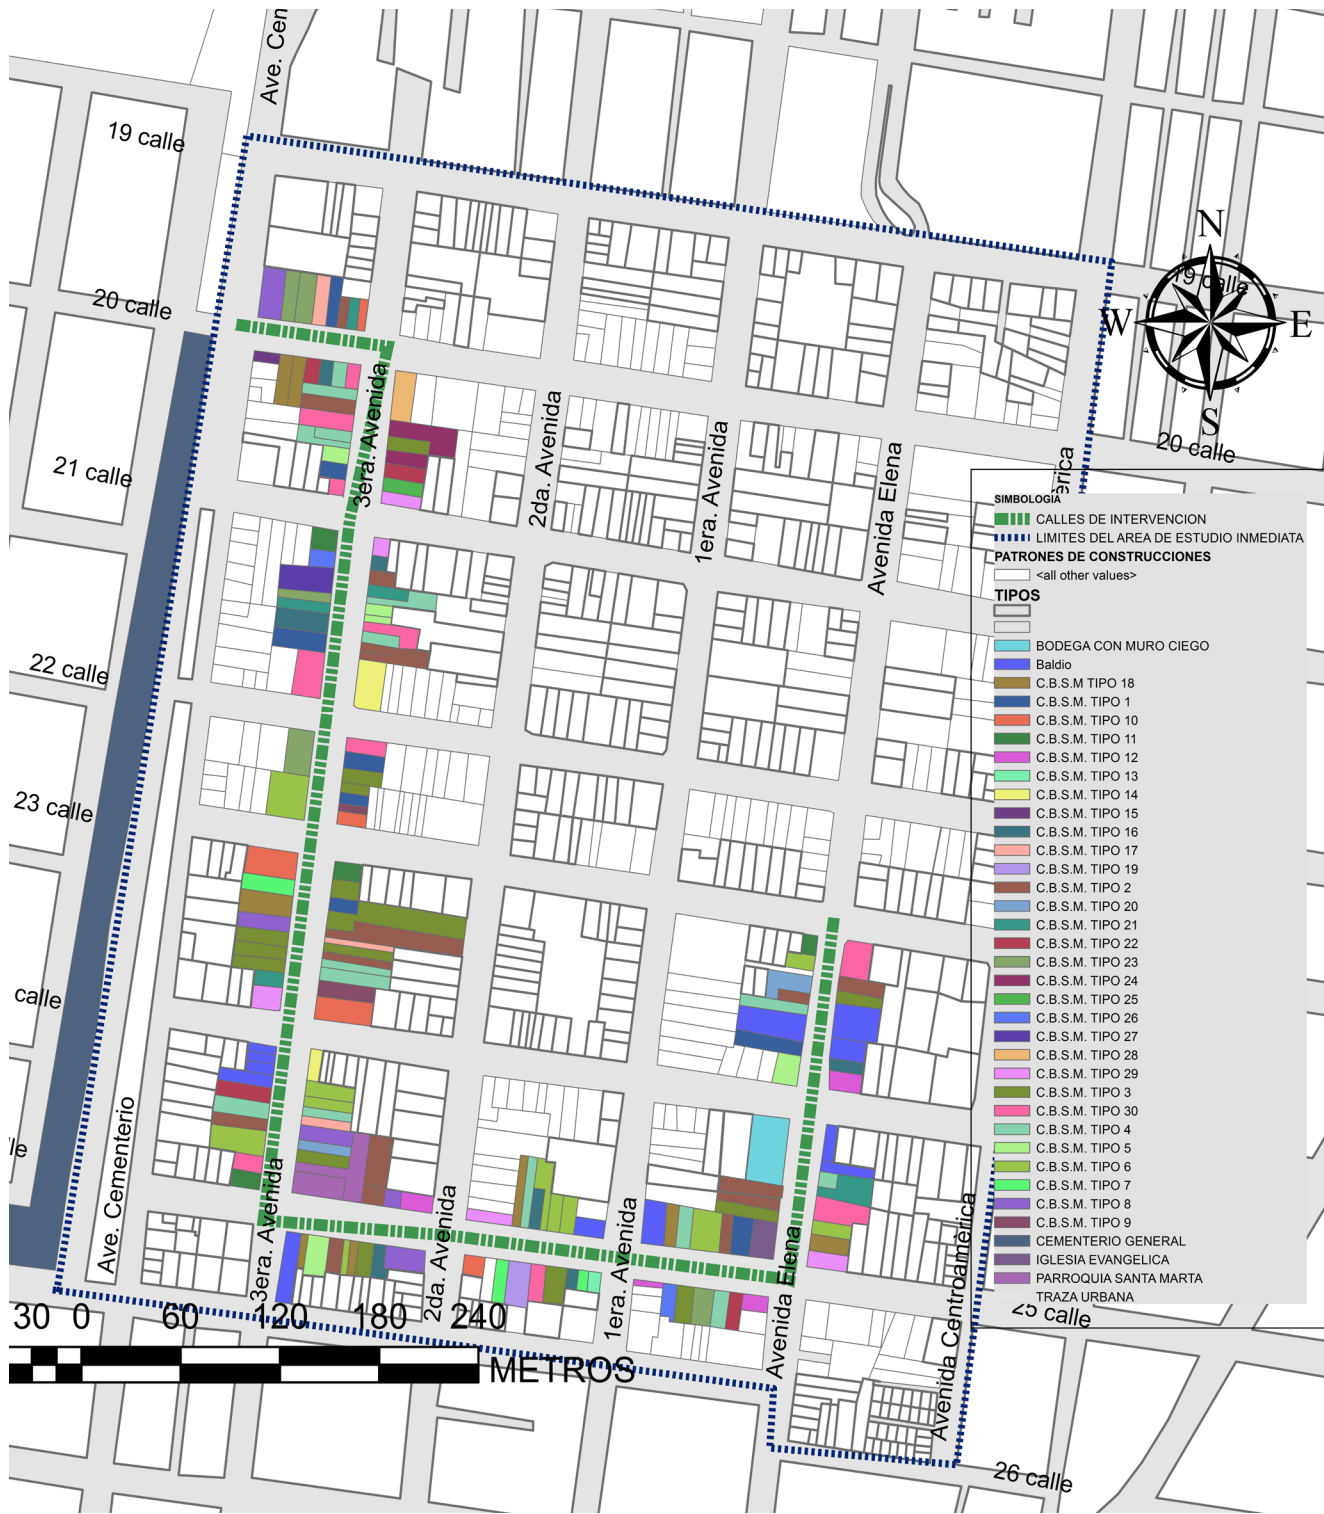 Ave. Cen
19 calle
N
19 calle
W
E
S
20 calle
20 calle
3era. Avenida
2da. Avenida
1era. Avenida
Avenida Elena
érica
21 calle
22 calle
23 calle
calle
lle
SIMBOLOGIA
CALLES DE INTERVENCION
LIMITES DEL AREA DE ESTUDIO INMEDIATA
PATRONES DE CONSTRUCCIONES
<all other values>
TIPOS
BODEGA CON MURO CIEGO
Baldio
C.B.S.M TIPO 18
C.B.S.M. TIPO 1
C.B.S.M. TIPO 10
C.B.S.M. TIPO 11
C.B.S.M. TIPO 12
C.B.S.M. TIPO 13
C.B.S.M. TIPO 14
C.B.S.M. TIPO 15
C.B.S.M. TIPO 16
C.B.S.M. TIPO 17
C.B.S.M. TIPO 19
C.B.S.M. TIPO 2
C.B.S.M. TIPO 20
C.B.S.M. TIPO 21
C.B.S.M. TIPO 22
C.B.S.M. TIPO 23
C.B.S.M. TIPO 24
C.B.S.M. TIPO 25
C.B.S.M. TIPO 26
C.B.S.M. TIPO 27
C.B.S.M. TIPO 28
C.B.S.M. TIPO 29
C.B.S.M. TIPO 3
C.B.S.M. TIPO 30
C.B.S.M. TIPO 4
C.B.S.M. TIPO 5
C.B.S.M. TIPO 6
C.B.S.M. TIPO 7
C.B.S.M. TIPO 8
C.B.S.M. TIPO 9
CEMENTERIO GENERAL
IGLESIA EVANGELICA
PARROQUIA SANTA MARTA
TRAZA URBANA
Ave. Cementerio
3era. Avenida
2da. Avenida
1era. Avenida
Avenida Elena
Avenida Centroamérica
25 calle
26 calle
30 0 60 120 180 240
METROS